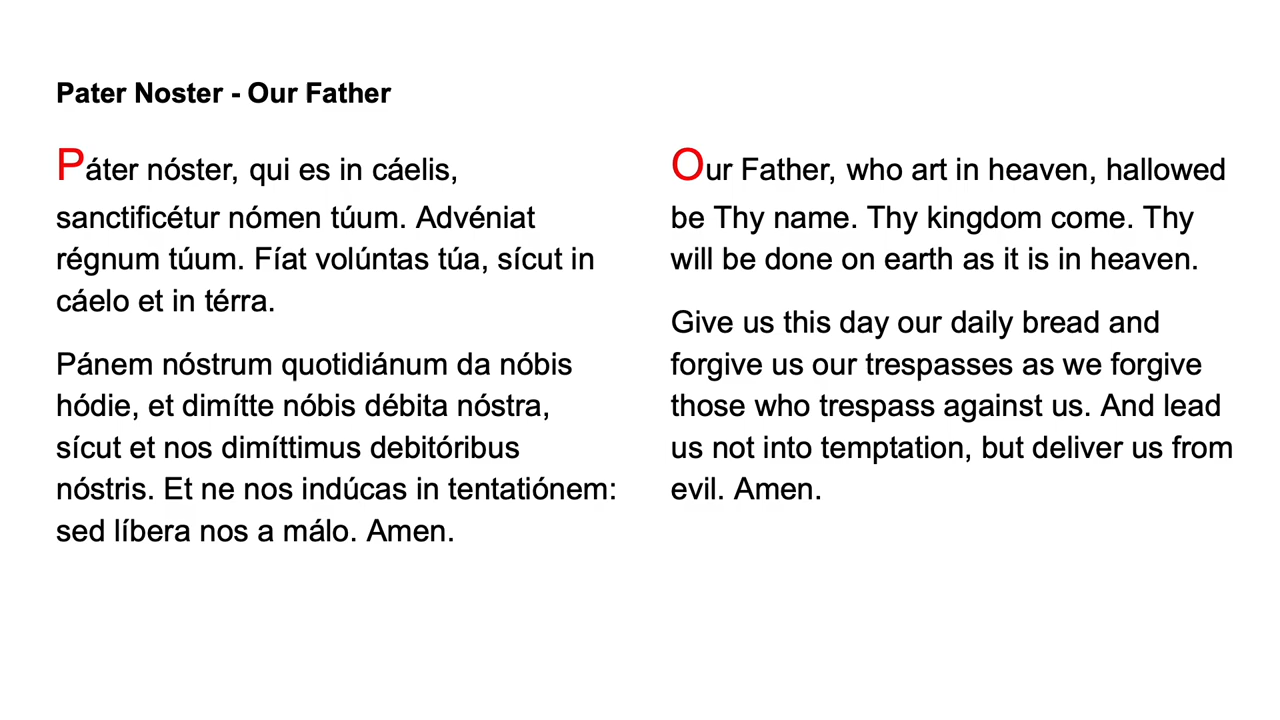 Pater Noster - Our Father
Páter nóster, qui es in cáelis,
sanctificétur nómen túum. Advéniat
régnum túum. Fíat volúntas túa, sícut in
cáelo et in térra.
Pánem nóstrum quotidiánum da nóbis
hódie, et dimítte nóbis débita nóstra,
sícut et nos dimíttimus debitóribus
nóstris. Et ne nos indúcas in tentatiónem:
sed líbera nos a málo. Amen.
Our Father, who art in heaven, hallowed
be Thy name. Thy kingdom come. Thy
will be done on earth as it is in heaven.
Give us this day our daily bread and
forgive us our trespasses as we forgive
those who trespass against us. And lead
us not into temptation, but deliver us from
evil. Amen.